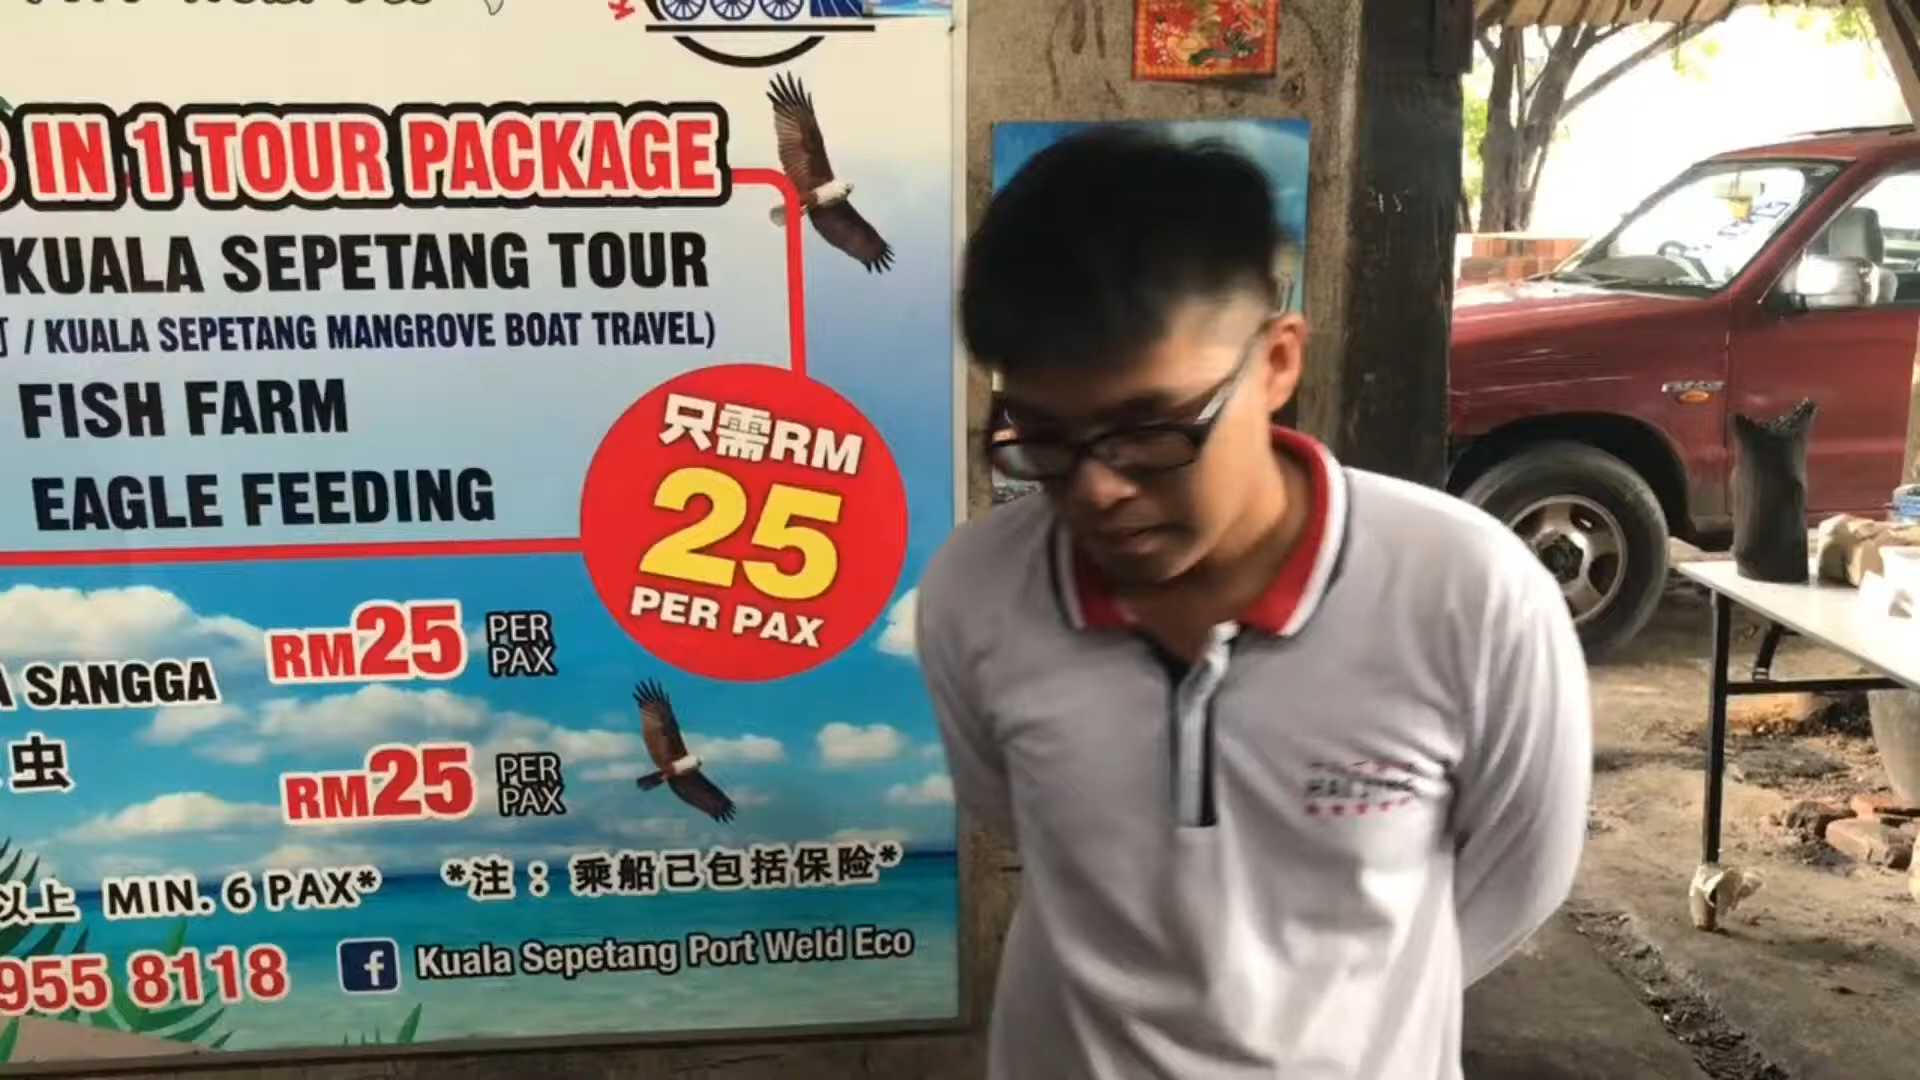 3 IN 1 TOUR PACKAGE
KUALA SEPETANG TOUR
/ KUALA SEPETANG MANGROVE BOAT TRAVEL)
FISH FARM
EAGLE FEEDING
只需RM
25
PER PAX
SANGGA RM25 PER PAX
虫 RM25 PER PAX
以上 MIN. 6 PAX* *注：乘船已包括保险*
955 8118 f Kuala Sepetang Port Weld Eco